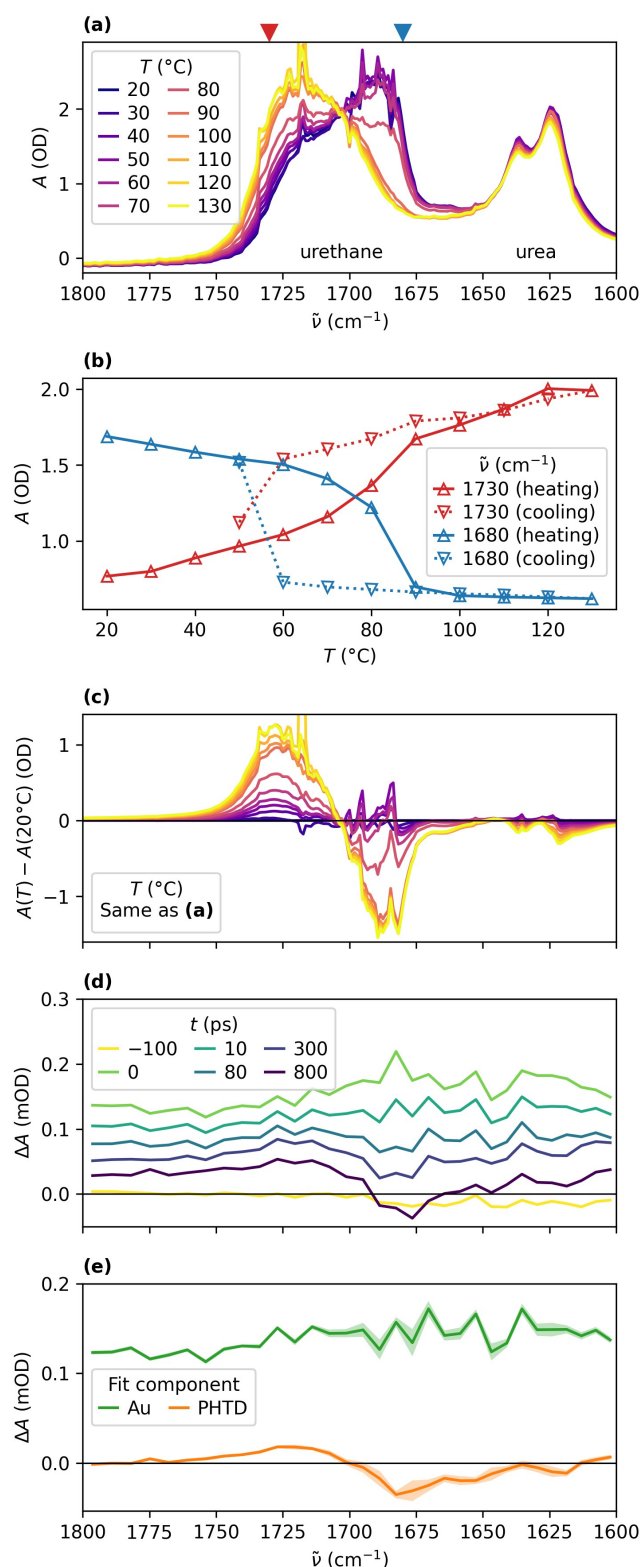 (a)
T (°C)
20 80
30 90
40 100
50 110
60 120
70 130
A (OD)
2
1
0
urethane
urea
1800 1775 1750 1725 1700 1675 1650 1625 1600
ν̃ (cm⁻¹)
(b)
A (OD)
2.0
1.5
1.0
ν̃ (cm⁻¹)
1730 (heating)
1730 (cooling)
1680 (heating)
1680 (cooling)
20 40 60 80 100 120
T (°C)
(c)
A(T) − A(20°C) (OD)
1
0
−1
T (°C)
Same as (a)
(d)
ΔA (mOD)
0.3
0.2
0.1
0.0
t (ps)
−100 10 300
0 80 800
(e)
ΔA (mOD)
0.2
0.1
0.0
Fit component
Au PHTD
1800 1775 1750 1725 1700 1675 1650 1625 1600
ν̃ (cm⁻¹)